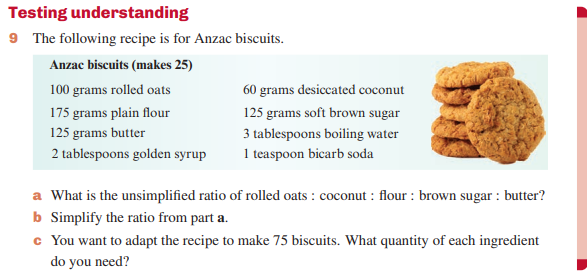 Testing understanding
9 The following recipe is for Anzac biscuits.
Anzac biscuits (makes 25)
100 grams rolled oats
175 grams plain flour
125 grams butter
2 tablespoons golden syrup
60 grams desiccated coconut
125 grams soft brown sugar
3 tablespoons boiling water
1 teaspoon bicarb soda
a What is the unsimplified ratio of rolled oats : coconut : flour : brown sugar : butter?
b Simplify the ratio from part a.
c You want to adapt the recipe to make 75 biscuits. What quantity of each ingredient
do you need?